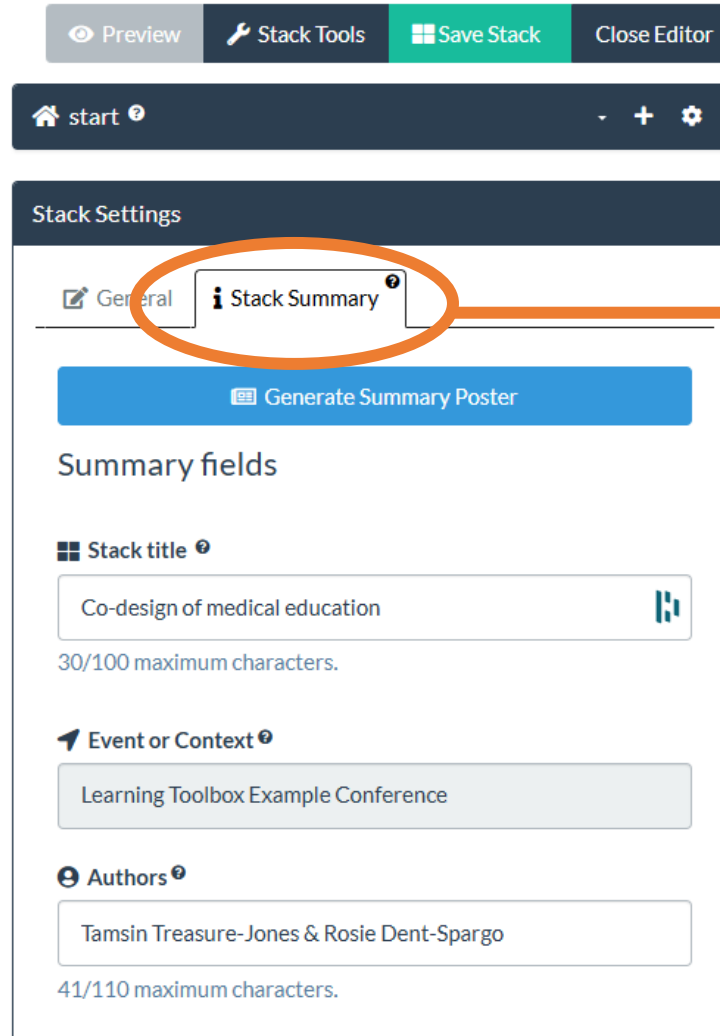 Preview Stack Tools Save Stack Close Editor
start ?
Stack Settings
General i Stack Summary ?
Generate Summary Poster
Summary fields
Stack title ?
Co-design of medical education
30/100 maximum characters.
Event or Context ?
Learning Toolbox Example Conference
Authors ?
Tamsin Treasure-Jones & Rosie Dent-Spargo
41/110 maximum characters.